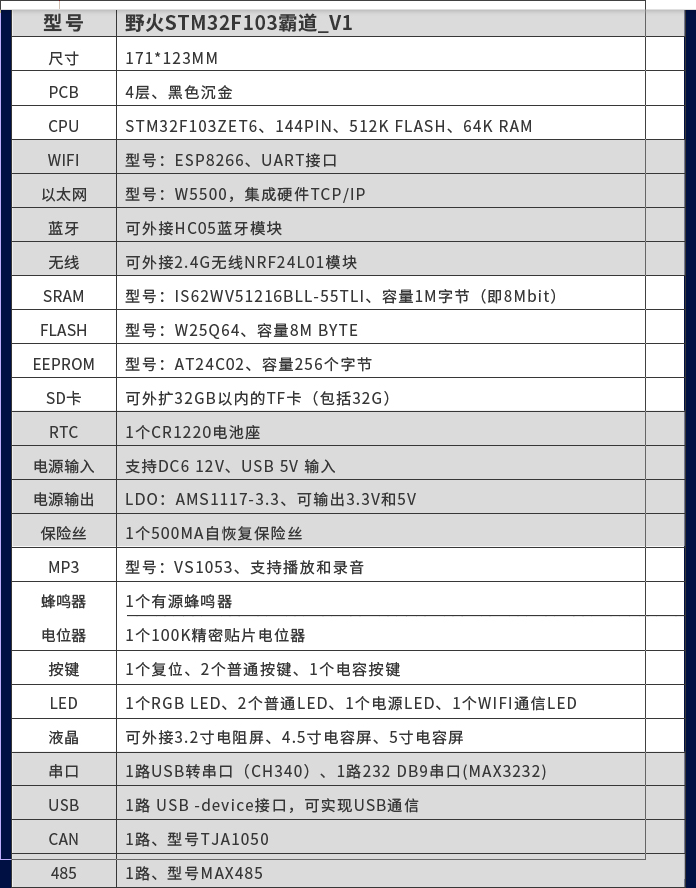 型号 野火STM32F103霸道_V1
尺寸 171*123MM
PCB 4层、黑色沉金
CPU STM32F103ZET6、144PIN、512K FLASH、64K RAM
WIFI 型号：ESP8266、UART接口
以太网 型号：W5500，集成硬件TCP/IP
蓝牙 可外接HC05蓝牙模块
无线 可外接2.4G无线NRF24L01模块
SRAM 型号：IS62WV51216BLL-55TLI、容量1M字节（即8Mbit）
FLASH 型号：W25Q64、容量8M BYTE
EEPROM 型号：AT24C02、容量256个字节
SD卡 可外扩32GB以内的TF卡（包括32G）
RTC 1个CR1220电池座
电源输入 支持DC6 12V、USB 5V 输入
电源输出 LDO：AMS1117-3.3、可输出3.3V和5V
保险丝 1个500MA自恢复保险丝
MP3 型号：VS1053、支持播放和录音
蜂鸣器 1个有源蜂鸣器
电位器 1个100K精密贴片电位器
按键 1个复位、2个普通按键、1个电容按键
LED 1个RGB LED、2个普通LED、1个电源LED、1个WIFI通信LED
液晶 可外接3.2寸电阻屏、4.5寸电容屏、5寸电容屏
串口 1路USB转串口（CH340）、1路232 DB9串口(MAX3232)
USB 1路 USB -device接口，可实现USB通信
CAN 1路、型号TJA1050
485 1路、型号MAX485